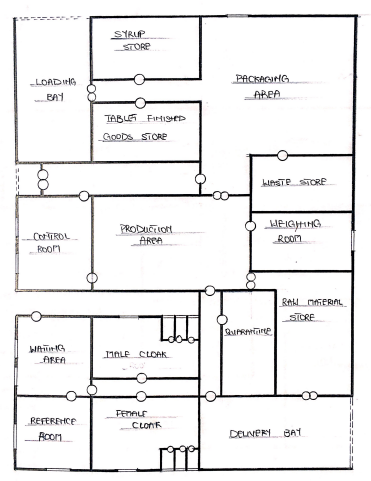 SYRUP
STORE
LOADING
BAY
PACKAGING
AREA
TABLET FINISHED
GOODS STORE
WASTE STORE
WEIGHING
ROOM
CONTROL
ROOM
PRODUCTION
AREA
RAW MATERIAL
STORE
QUARANTINE
WAITING
AREA
MALE CLOAK
REFERENCE
ROOM
FEMALE
CLOAK
DELIVERY BAY